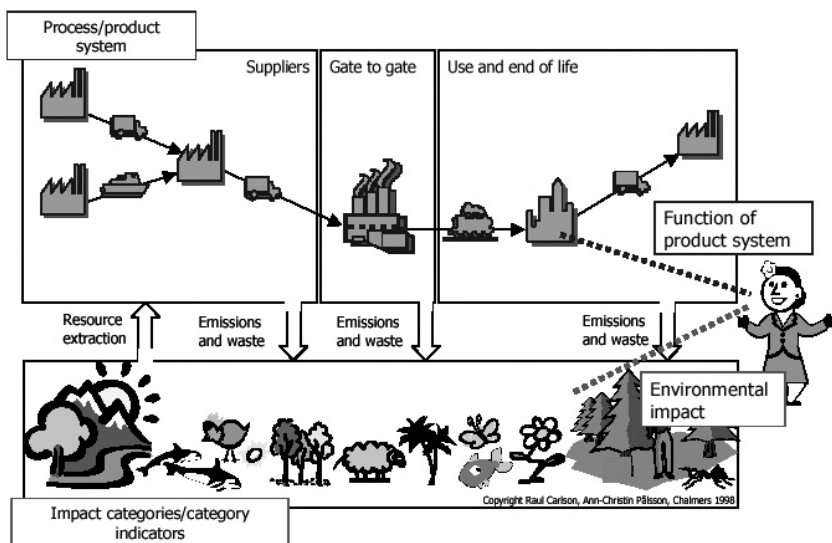 Process/product
system
Suppliers
Gate to gate
Use and end of life
Function of
product system
Resource
extraction
Emissions
and waste
Emissions
and waste
Emissions
and waste
Environmental
impact
Copyright Raul Carlson, Ann-Christin Pålsson, Chalmers 1998
Impact categories/category
indicators